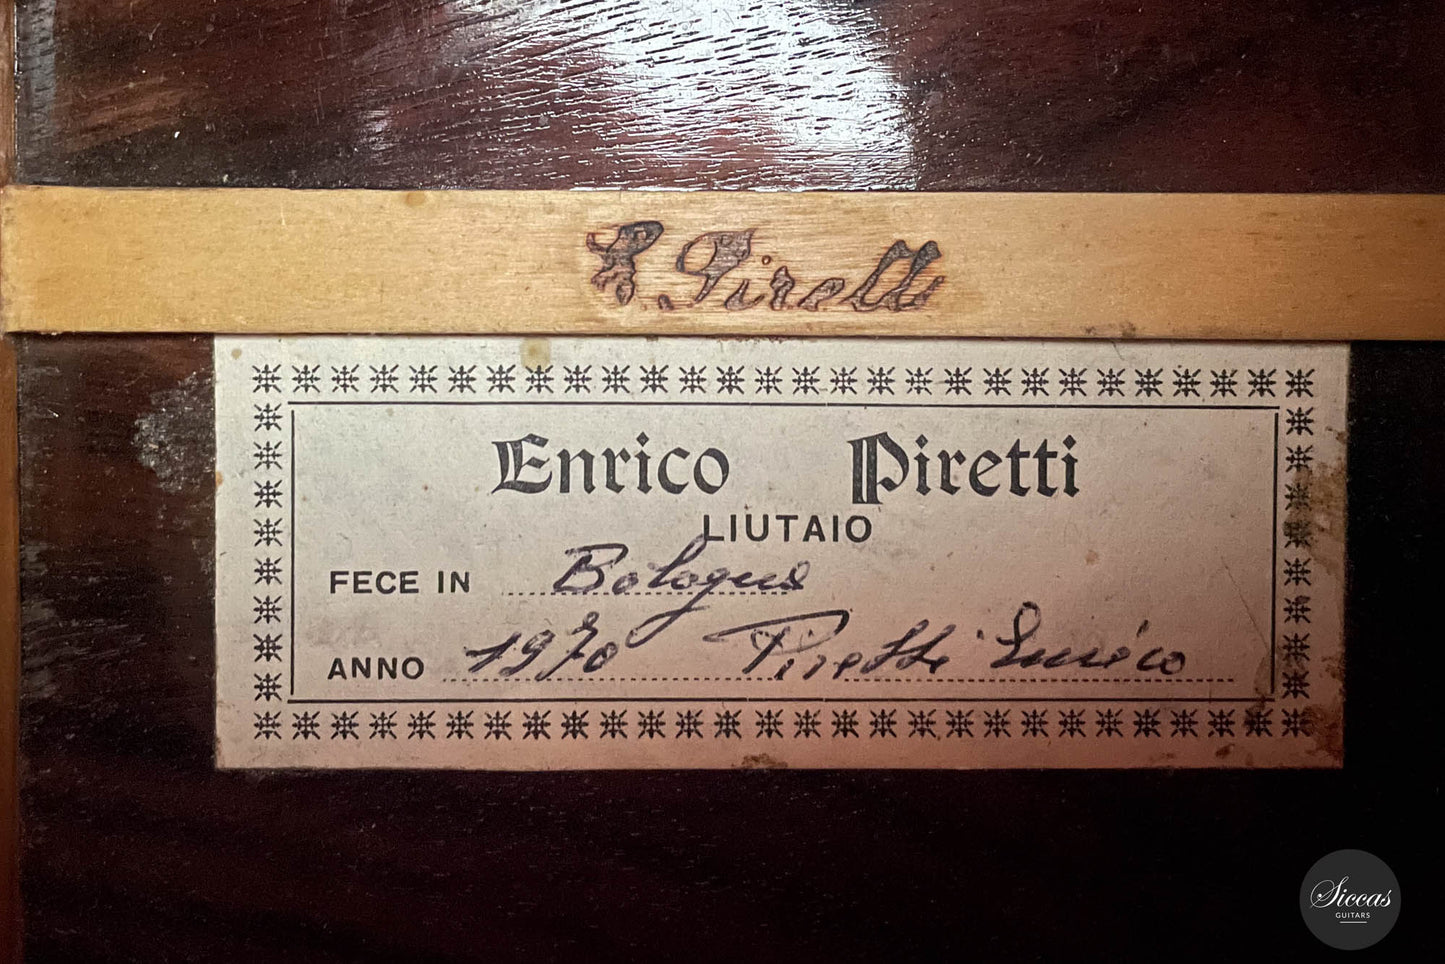 E. Piretti
Enrico Piretti
LIUTAIO
FECE IN Bologna
ANNO 1970 Piretti Enrico
Siccas
GUITARS